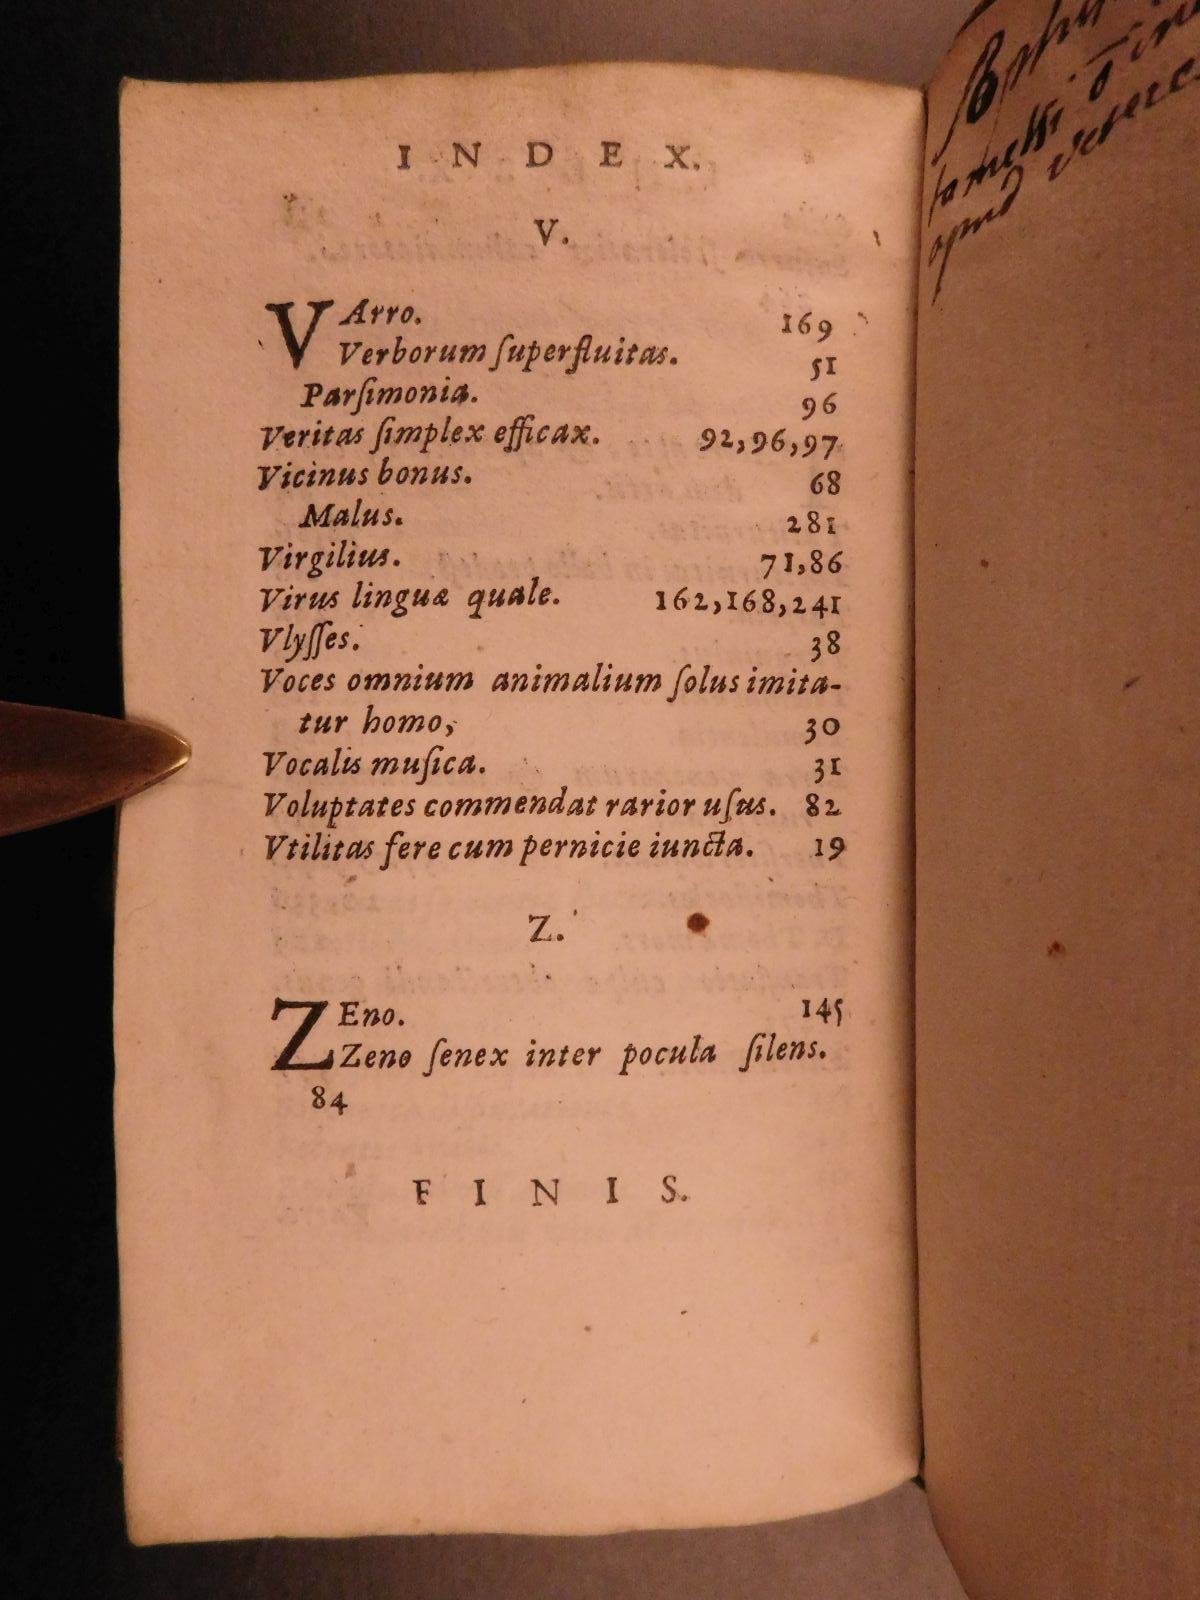 INDEX.
V.
VArro. 169
Verborum ſuperfluitas. 51
Parſimonia. 96
Veritas ſimplex efficax. 92,96,97
Vicinus bonus. 68
Malus. 281
Virgilius. 71,86
Virus linguæ quale. 162,168,241
Vlyſſes. 38
Voces omnium animalium ſolus imita-
tur homo, 30
Vocalis muſica. 31
Voluptates commendat rarior uſus. 82
Vtilitas fere cum pernicie iuncta. 19
Z.
ZEno. 145
Zeno ſenex inter pocula ſilens.
84
FINIS.
apud